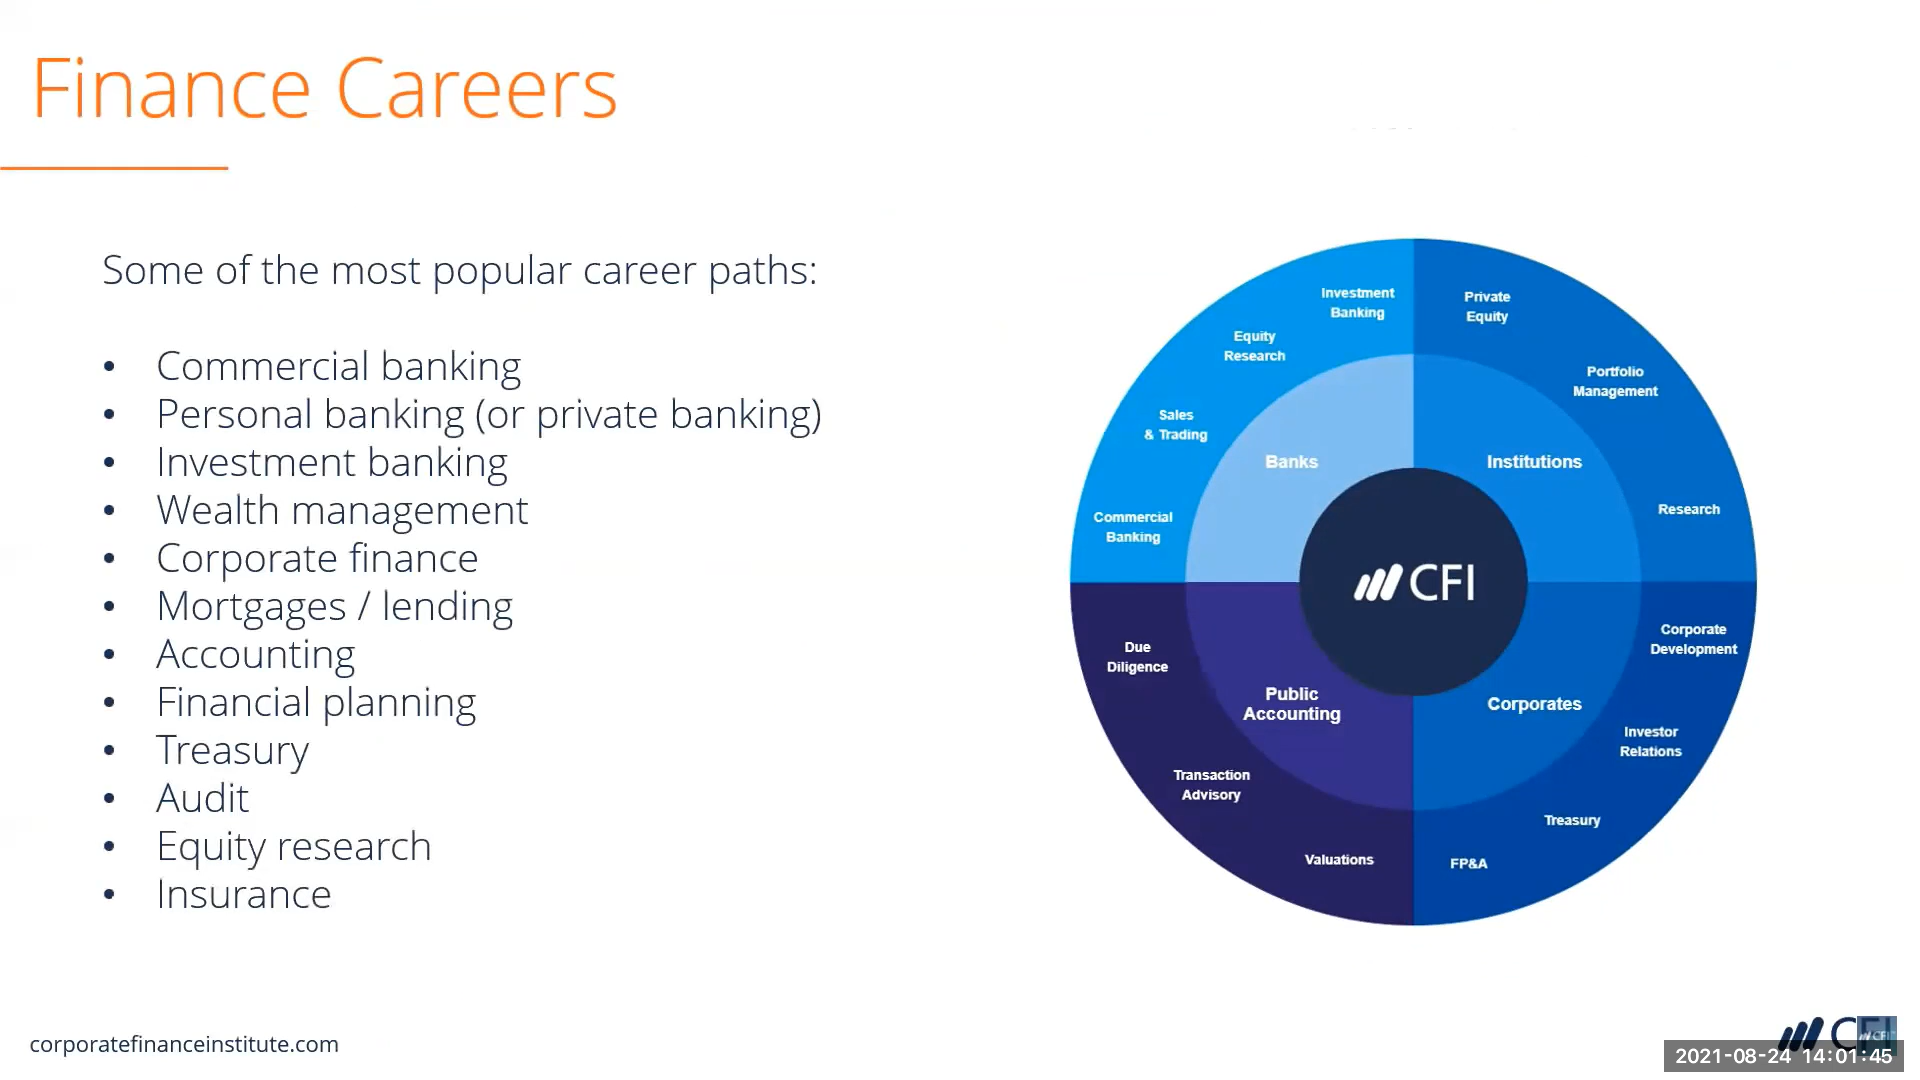 Finance Careers
Some of the most popular career paths:
• Commercial banking
• Personal banking (or private banking)
• Investment banking
• Wealth management
• Corporate finance
• Mortgages / lending
• Accounting
• Financial planning
• Treasury
• Audit
• Equity research
• Insurance
Investment
Banking
Equity
Research
Sales
& Trading
Commercial
Banking
Banks
Private
Equity
Portfolio
Management
Research
Institutions
CFI
Due
Diligence
Transaction
Advisory
Valuations
Public
Accounting
Corporate
Development
Investor
Relations
Treasury
FP&A
Corporates
corporatefinanceinstitute.com
CFI
2021-08-24 14:01:45